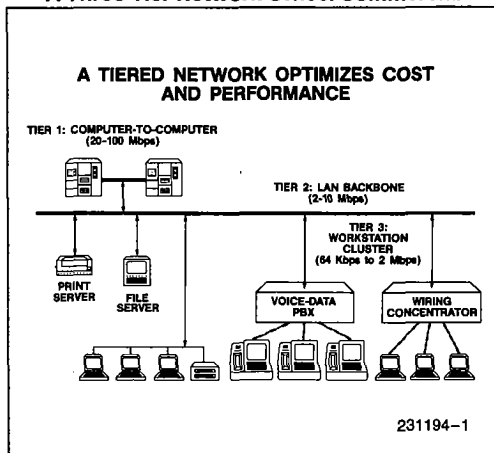 A TIERED NETWORK OPTIMIZES COST
AND PERFORMANCE
TIER 1: COMPUTER-TO-COMPUTER
(20-100 Mbps)
TIER 2: LAN BACKBONE
(2-10 Mbps)
TIER 3:
WORKSTATION
CLUSTER
(64 Kbps to 2 Mbps)
PRINT
SERVER
FILE
SERVER
VOICE-DATA
PBX
WIRING
CONCENTRATOR
231194-1